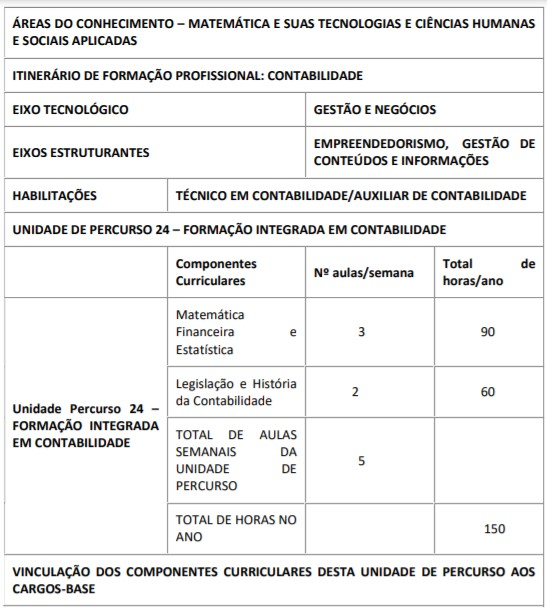 ÁREAS DO CONHECIMENTO – MATEMÁTICA E SUAS TECNOLOGIAS E CIÊNCIAS HUMANAS
E SOCIAIS APLICADAS
ITINERÁRIO DE FORMAÇÃO PROFISSIONAL: CONTABILIDADE
EIXO TECNOLÓGICO
GESTÃO E NEGÓCIOS
EIXOS ESTRUTURANTES
EMPREENDEDORISMO, GESTÃO DE
CONTEÚDOS E INFORMAÇÕES
HABILITAÇÕES
TÉCNICO EM CONTABILIDADE/AUXILIAR DE CONTABILIDADE
UNIDADE DE PERCURSO 24 – FORMAÇÃO INTEGRADA EM CONTABILIDADE
Componentes
Curriculares
Nº aulas/semana
Total de
horas/ano
Unidade Percurso 24 –
FORMAÇÃO INTEGRADA
EM CONTABILIDADE
Matemática
Financeira e
Estatística
3
90
Legislação e História
da Contabilidade
2
60
TOTAL DE AULAS
SEMANAIS DA
UNIDADE DE
PERCURSO
5
TOTAL DE HORAS NO
ANO
150
VINCULAÇÃO DOS COMPONENTES CURRICULARES DESTA UNIDADE DE PERCURSO AOS
CARGOS-BASE